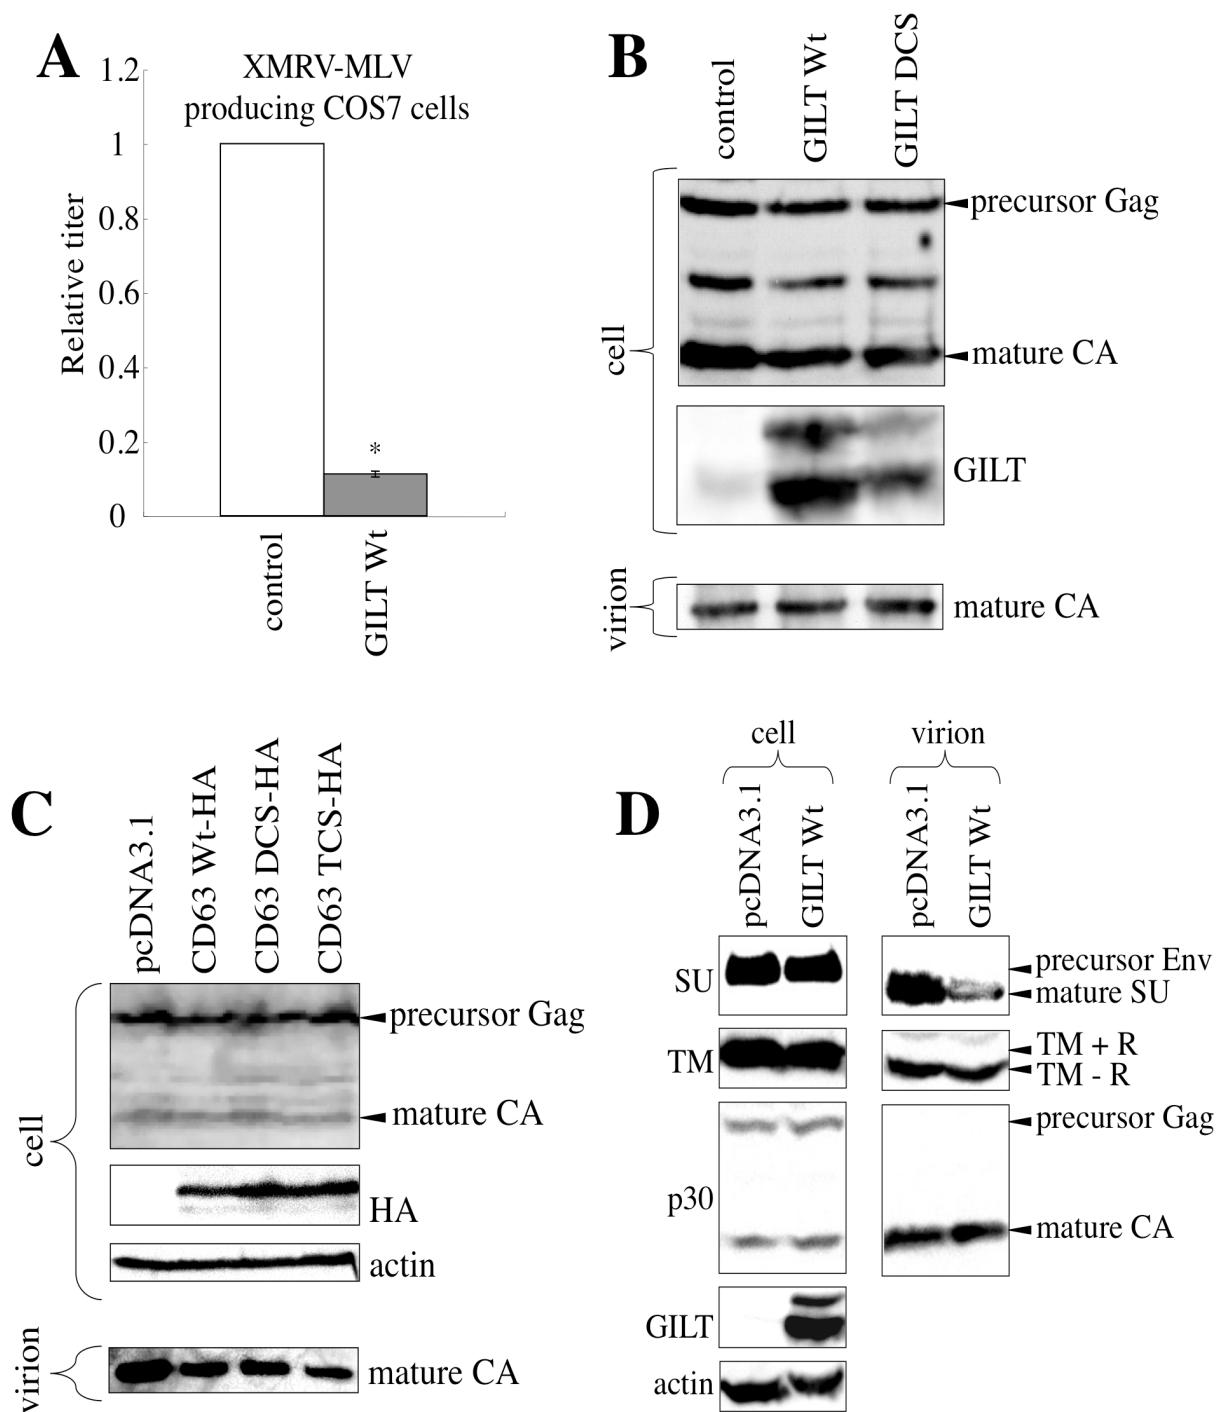 A
XMRV-MLV
producing COS7 cells
Relative titer
1.2
1
0.8
0.6
0.4
0.2
0
*
control
GILT Wt
B
control
GILT Wt
GILT DCS
cell
precursor Gag
mature CA
GILT
virion
mature CA
C
pcDNA3.1
CD63 Wt-HA
CD63 DCS-HA
CD63 TCS-HA
cell
precursor Gag
mature CA
HA
actin
virion
mature CA
D
cell
virion
pcDNA3.1
GILT Wt
pcDNA3.1
GILT Wt
SU
precursor Env
mature SU
TM
TM + R
TM - R
p30
precursor Gag
mature CA
GILT
actin